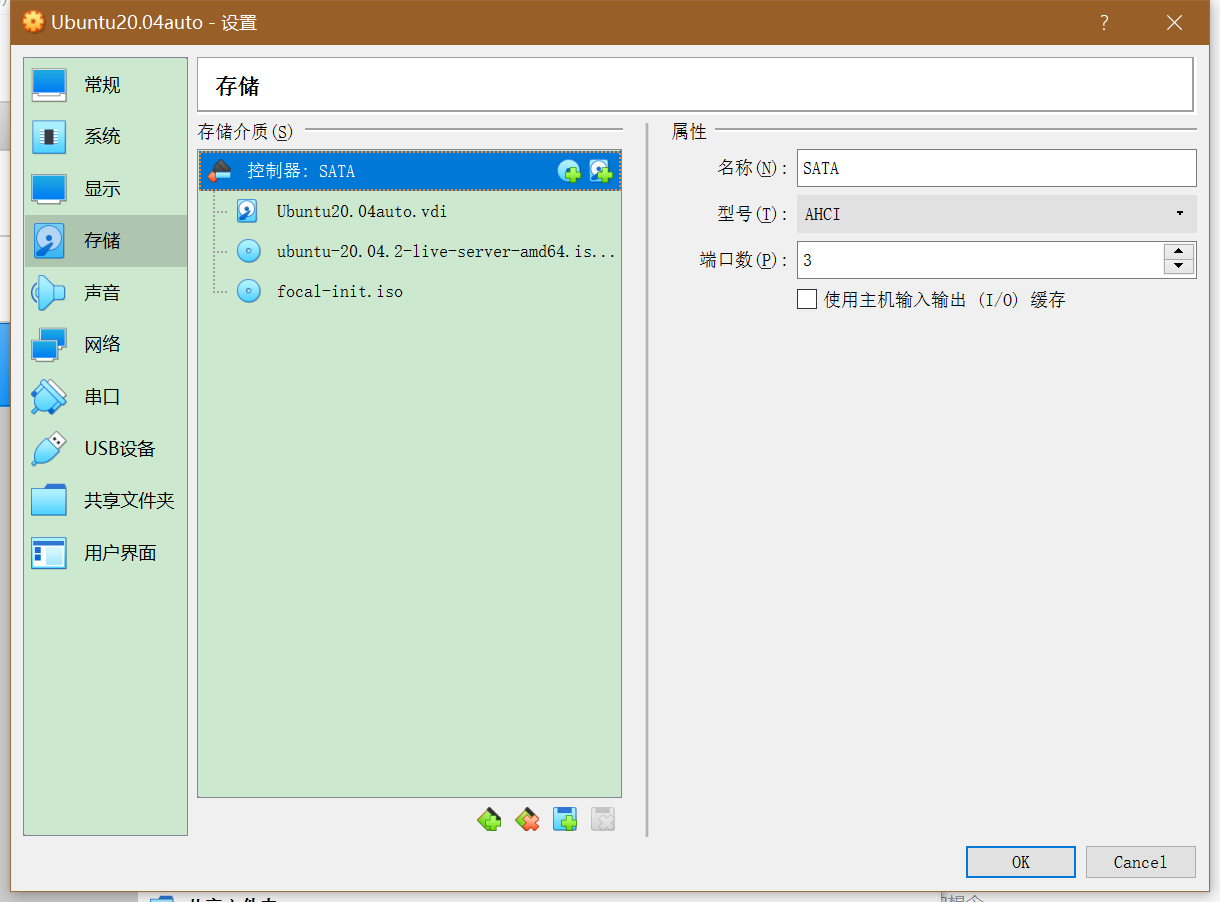 Ubuntu20.04auto - 设置
?
常规
系统
显示
存储
声音
网络
串口
USB设备
共享文件夹
用户界面
存储
存储介质(S)
控制器: SATA
Ubuntu20.04auto.vdi
ubuntu-20.04.2-live-server-amd64.is...
focal-init.iso
属性
名称(N): SATA
型号(T): AHCI
端口数(P): 3
使用主机输入输出 (I/O) 缓存
OK
Cancel